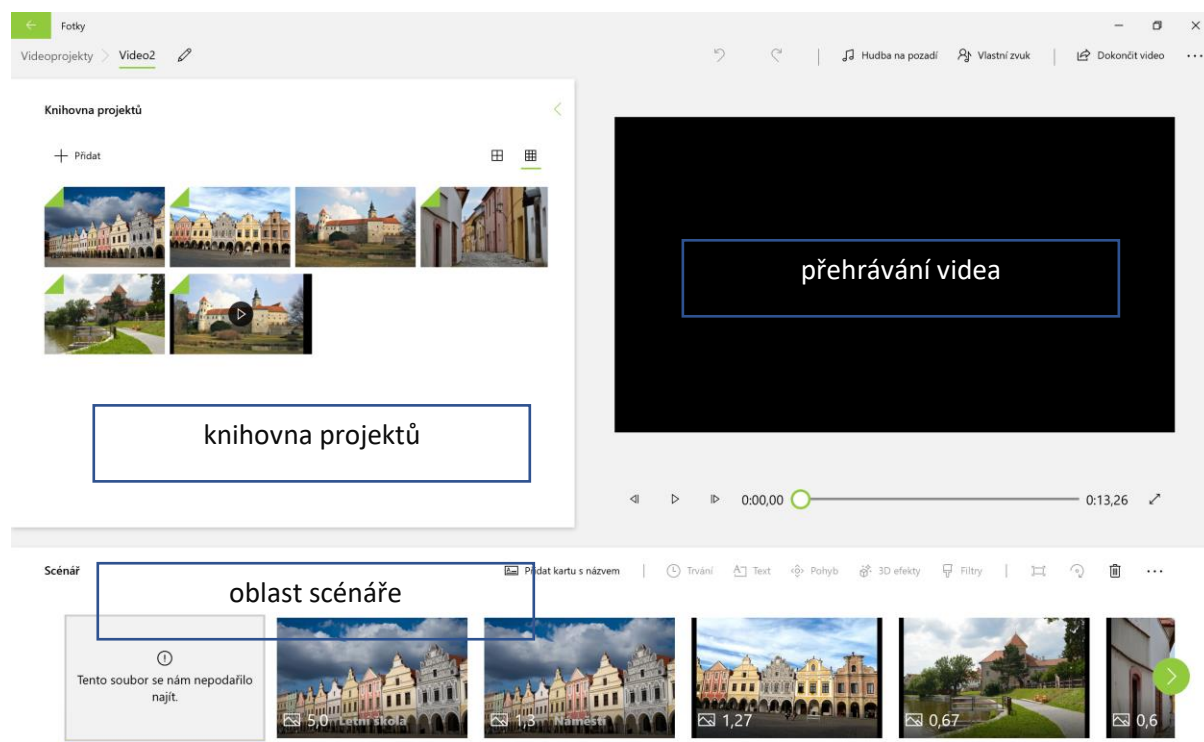 Fotky
Videoprojekty > Video2
Hudba na pozadí
Vlastní zvuk
Dokončit video
Knihovna projektů
Přidat
přehrávání videa
knihovna projektů
0:00,00
0:13,26
Scénář
Přidat kartu s názvem
Trvání
Text
Pohyb
3D efekty
Filtry
oblast scénáře
Tento soubor se nám nepodařilo
najít.
5,0
Letní škola
1,3
Náměstí
1,27
0,67
0,6